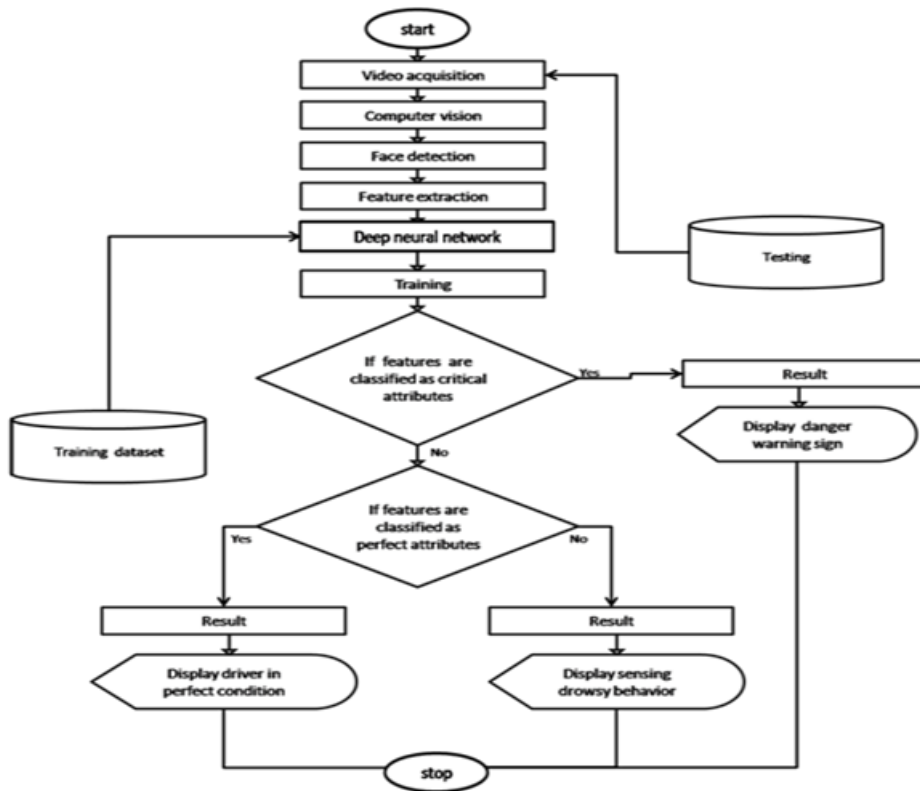 start
Video acquisition
Computer vision
Face detection
Feature extraction
Deep neural network
Testing
Training
If features are
classified as critical
attributes
Yes
Result
Training dataset
Display danger
warning sign
No
If features are
classified as
perfect attributes
Yes
No
Result
Result
Display driver in
perfect condition
Display sensing
drowsy behavior
stop